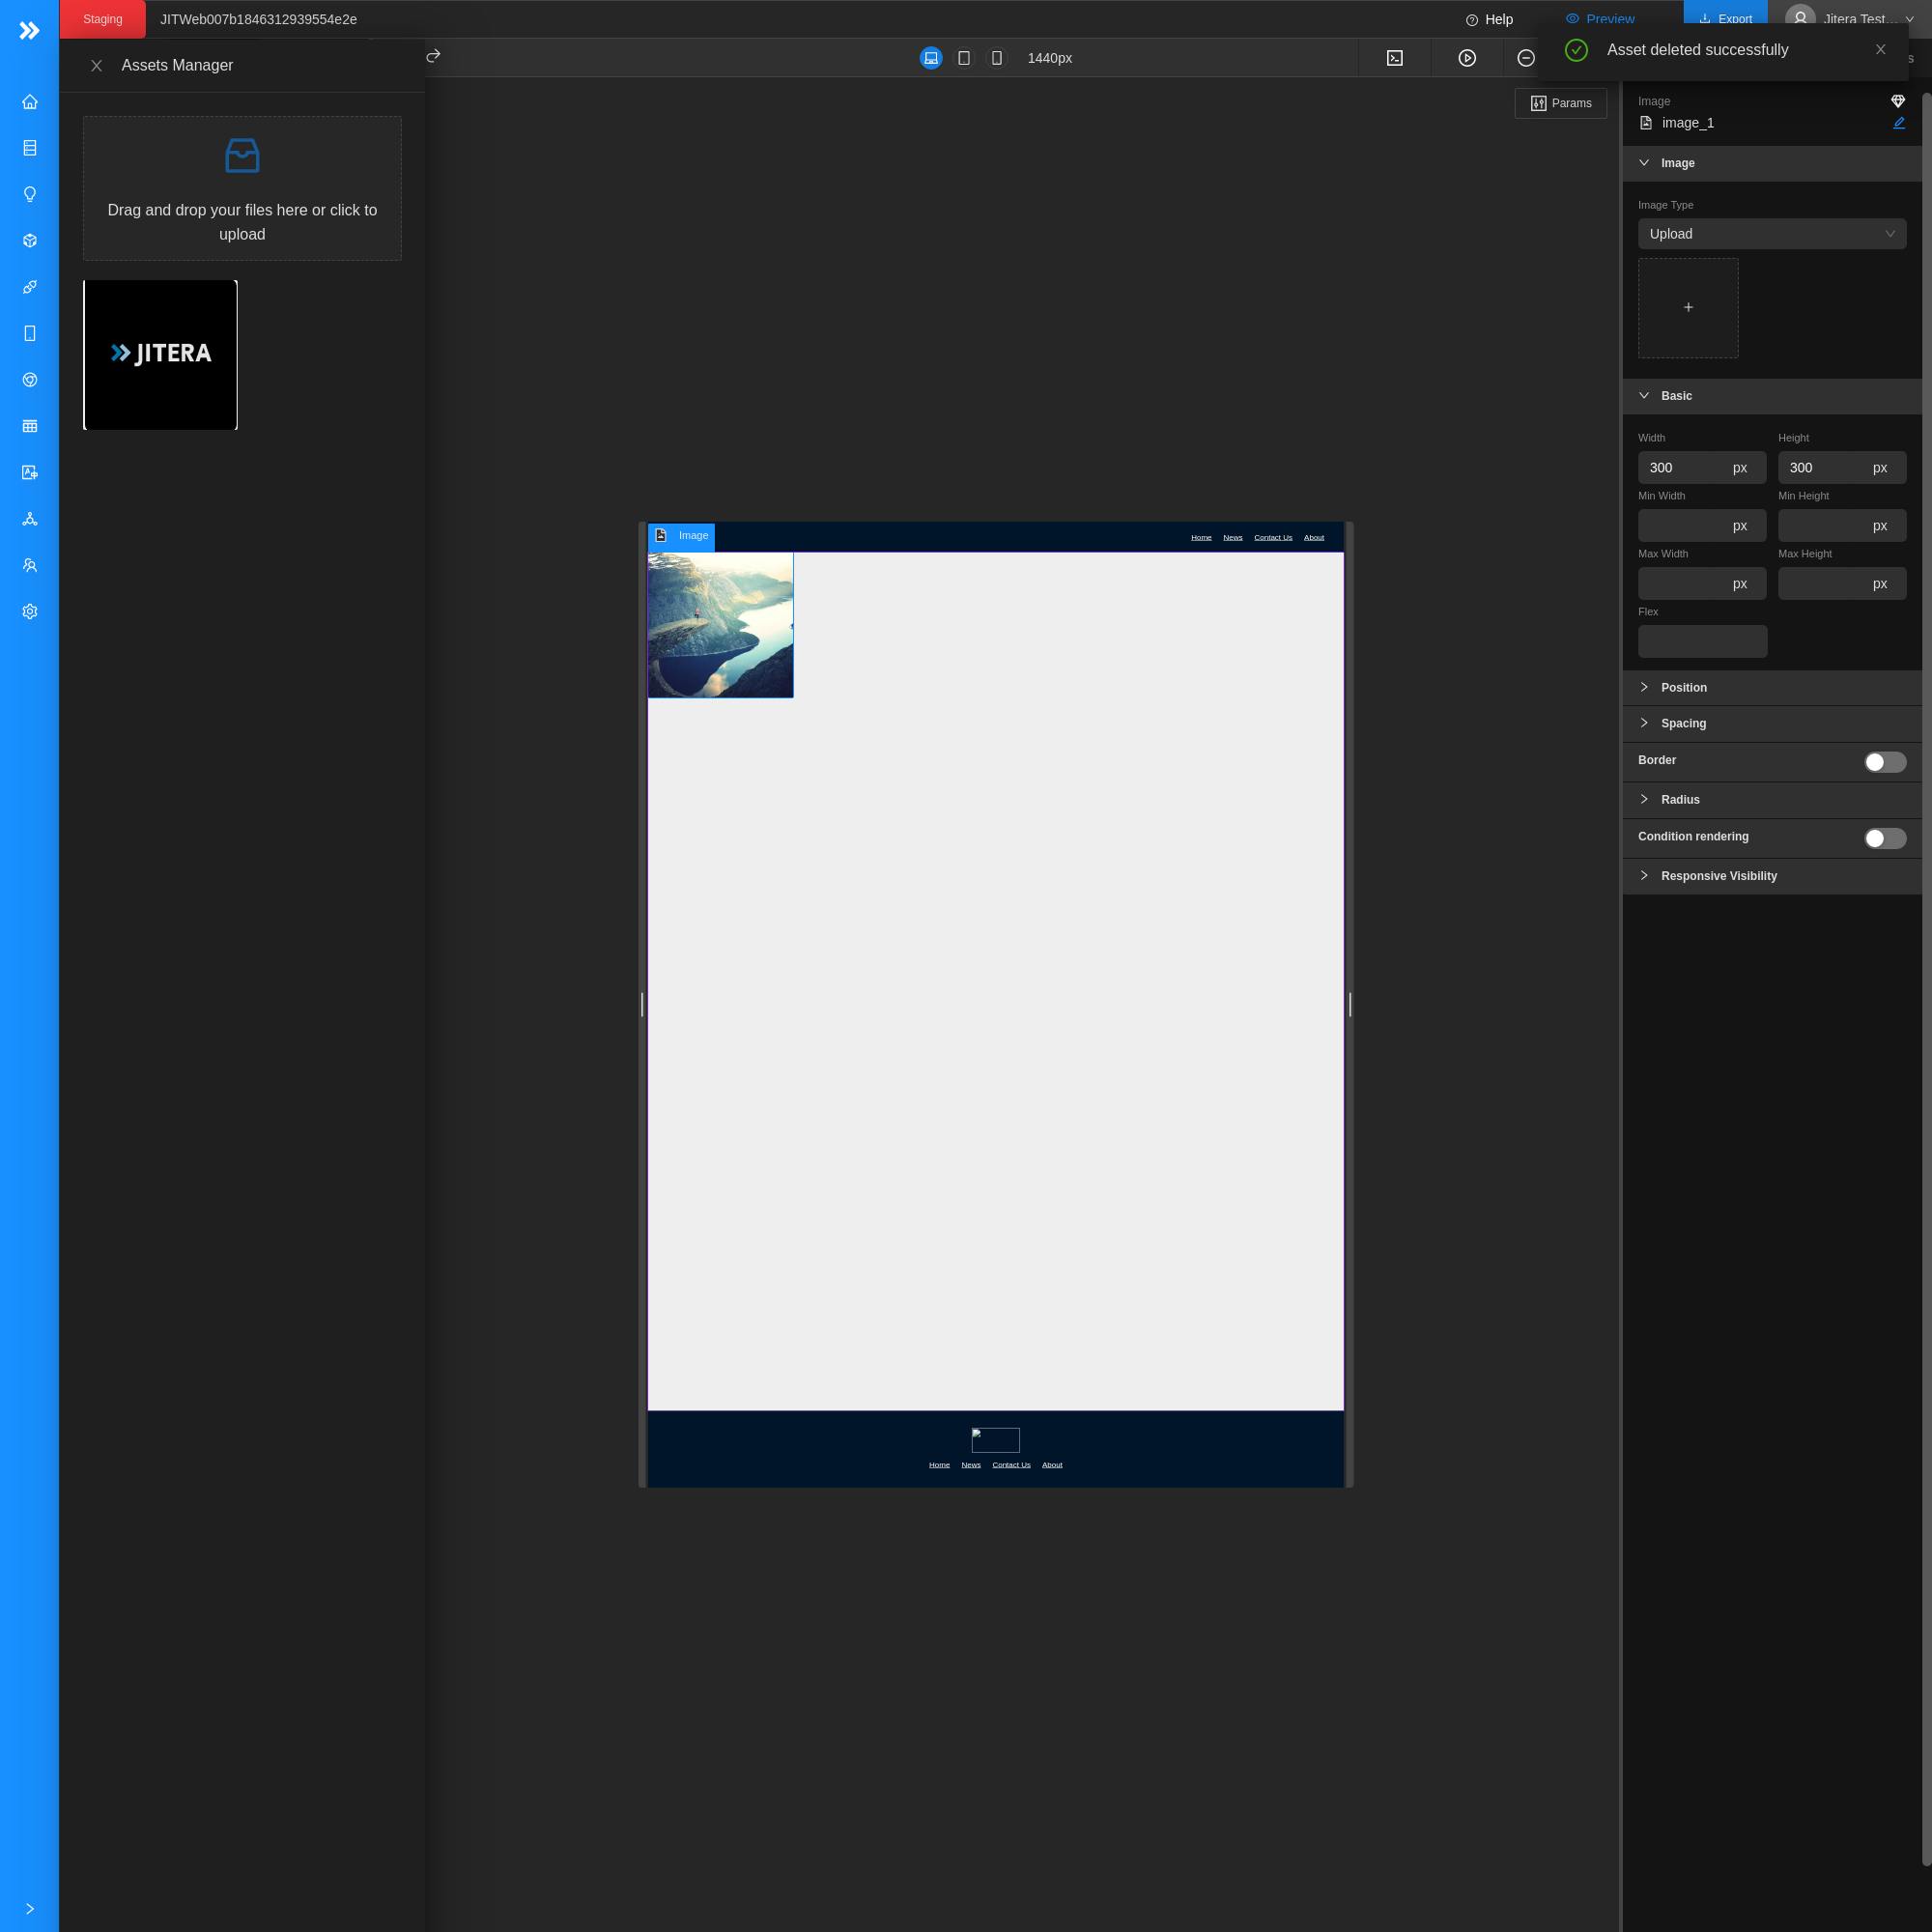 Staging
JITWeb007b1846312939554e2e
Help
Preview
Export
Jitera Test...
Asset deleted successfully
Assets Manager
1440px
Params
Drag and drop your files here or click to
upload
JITERA
Image
Home
News
Contact Us
About
Home
News
Contact Us
About
Image
image_1
Image
Image Type
Upload
Basic
Width
Height
300
px
300
px
Min Width
Min Height
px
px
Max Width
Max Height
px
px
Flex
Position
Spacing
Border
Radius
Condition rendering
Responsive Visibility